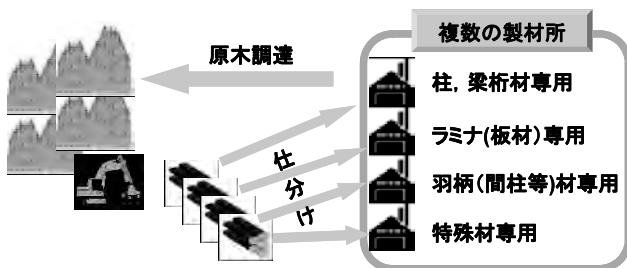 複数の製材所
原木調達
柱，梁桁材専用
ラミナ(板材）専用
羽柄（間柱等)材専用
特殊材専用
仕分け